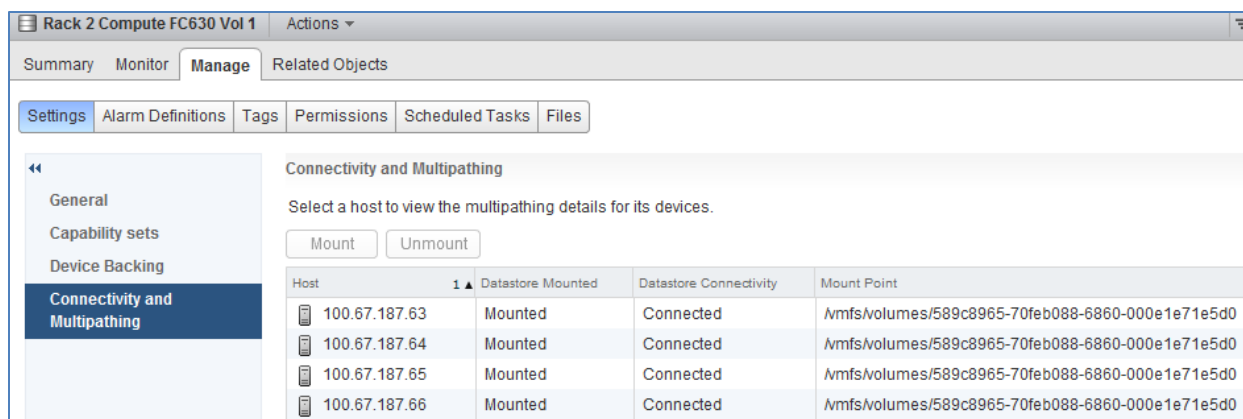 Rack 2 Compute FC630 Vol 1 Actions
Summary Monitor Manage Related Objects
Settings Alarm Definitions Tags Permissions Scheduled Tasks Files
Connectivity and Multipathing
General
Select a host to view the multipathing details for its devices.
Capability sets
Mount Unmount
Device Backing
Host 1 Datastore Mounted Datastore Connectivity Mount Point
Connectivity and
Multipathing
100.67.187.63 Mounted Connected /vmfs/volumes/589c8965-70feb088-6860-000e1e71e5d0
100.67.187.64 Mounted Connected /vmfs/volumes/589c8965-70feb088-6860-000e1e71e5d0
100.67.187.65 Mounted Connected /vmfs/volumes/589c8965-70feb088-6860-000e1e71e5d0
100.67.187.66 Mounted Connected /vmfs/volumes/589c8965-70feb088-6860-000e1e71e5d0